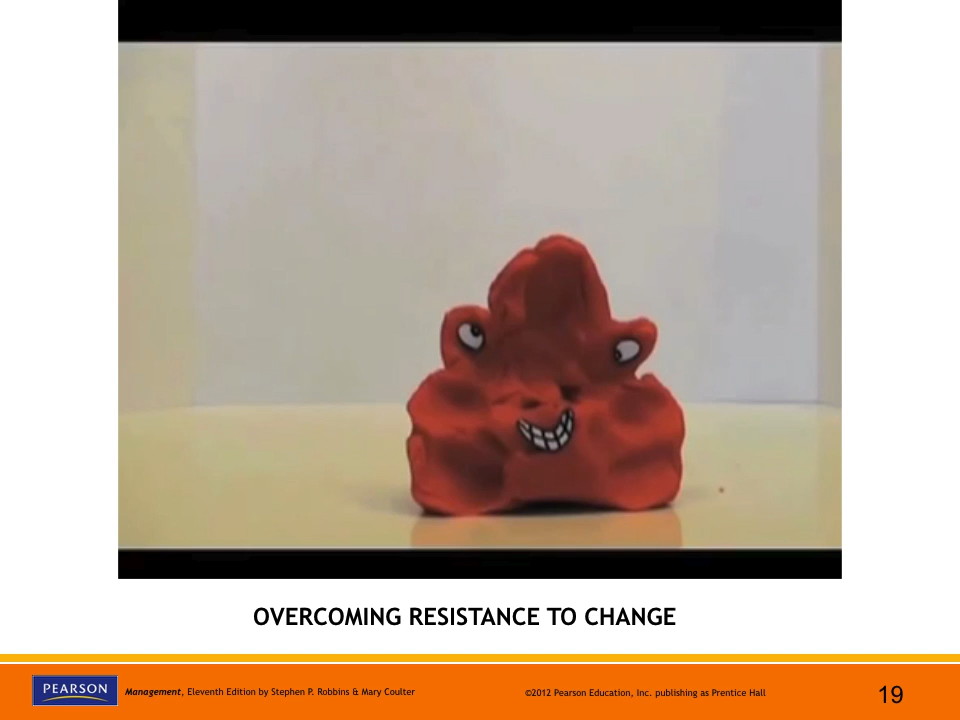 OVERCOMING RESISTANCE TO CHANGE
PEARSON
Management, Eleventh Edition by Stephen P. Robbins & Mary Coulter
©2012 Pearson Education, Inc. publishing as Prentice Hall
19